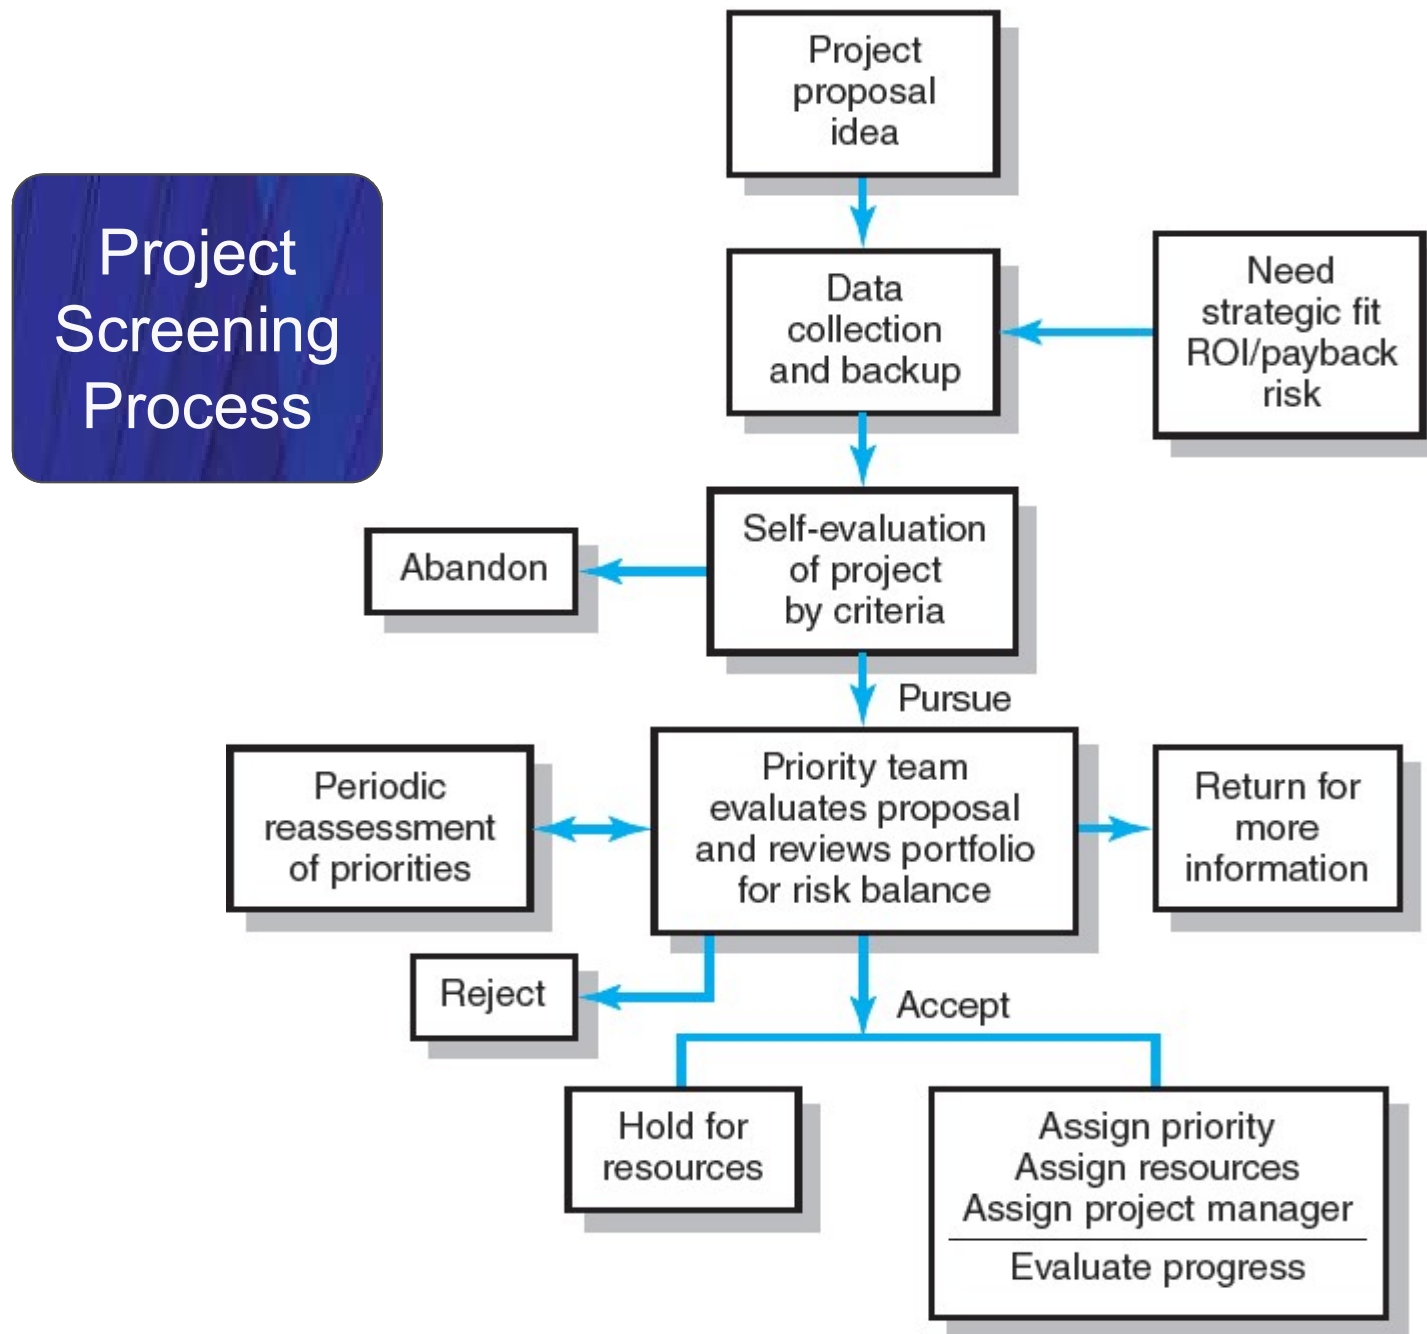 Project
proposal
idea
Project
Screening
Process
Data
collection
and backup
Need
strategic fit
ROI/payback
risk
Self-evaluation
of project
by criteria
Abandon
Pursue
Periodic
reassessment
of priorities
Priority team
evaluates proposal
and reviews portfolio
for risk balance
Return for
more
information
Reject
Accept
Hold for
resources
Assign priority
Assign resources
Assign project manager
Evaluate progress